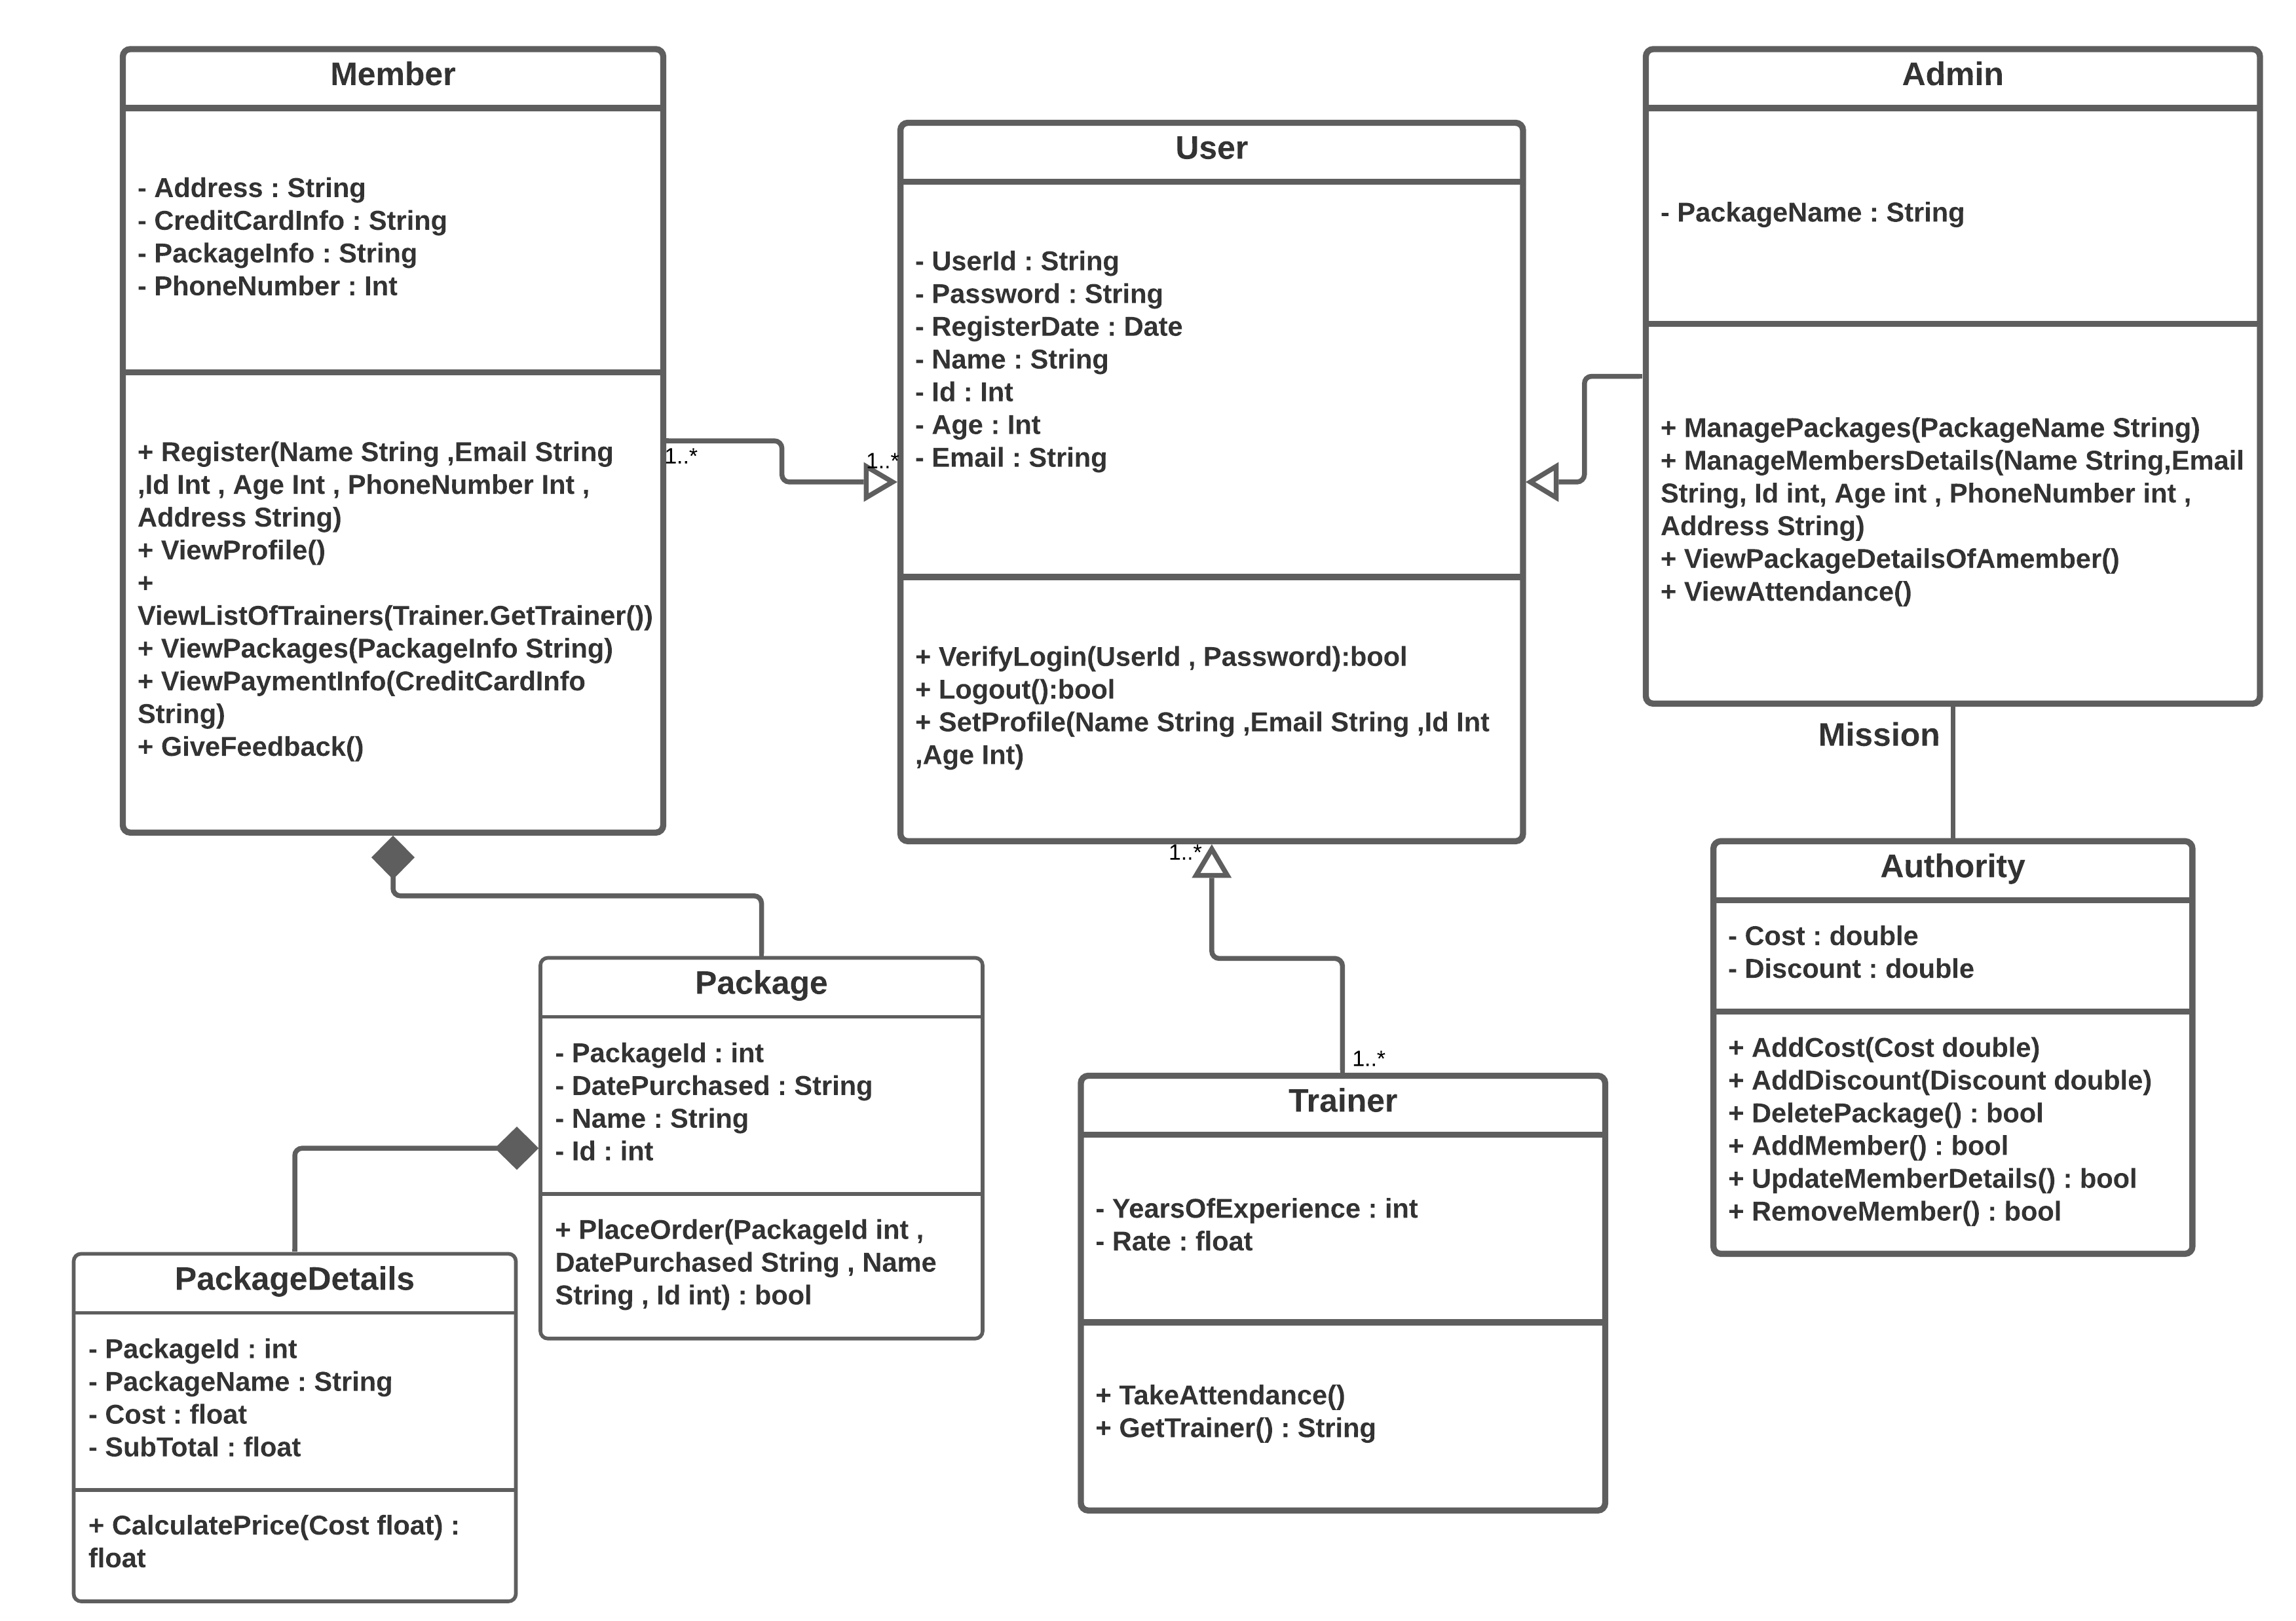 Member
- Address : String
- CreditCardInfo : String
- PackageInfo : String
- PhoneNumber : Int
+ Register(Name String ,Email String
,Id Int , Age Int , PhoneNumber Int ,
Address String)
+ ViewProfile()
+
ViewListOfTrainers(Trainer.GetTrainer())
+ ViewPackages(PackageInfo String)
+ ViewPaymentInfo(CreditCardInfo
String)
+ GiveFeedback()
1..*
1..*
User
- UserId : String
- Password : String
- RegisterDate : Date
- Name : String
- Id : Int
- Age : Int
- Email : String
+ VerifyLogin(UserId , Password):bool
+ Logout():bool
+ SetProfile(Name String ,Email String ,Id Int
,Age Int)
1..*
Admin
- PackageName : String
+ ManagePackages(PackageName String)
+ ManageMembersDetails(Name String,Email
String, Id int, Age int , PhoneNumber int ,
Address String)
+ ViewPackageDetailsOfAmember()
+ ViewAttendance()
Mission
Authority
- Cost : double
- Discount : double
+ AddCost(Cost double)
+ AddDiscount(Discount double)
+ DeletePackage() : bool
+ AddMember() : bool
+ UpdateMemberDetails() : bool
+ RemoveMember() : bool
Package
- PackageId : int
- DatePurchased : String
- Name : String
- Id : int
+ PlaceOrder(PackageId int ,
DatePurchased String , Name
String , Id int) : bool
1..*
Trainer
- YearsOfExperience : int
- Rate : float
+ TakeAttendance()
+ GetTrainer() : String
PackageDetails
- PackageId : int
- PackageName : String
- Cost : float
- SubTotal : float
+ CalculatePrice(Cost float) :
float